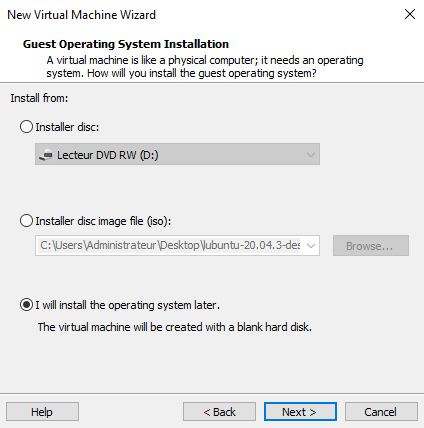 New Virtual Machine Wizard
Guest Operating System Installation
A virtual machine is like a physical computer; it needs an operating
system. How will you install the guest operating system?
Install from:
Installer disc:
Lecteur DVD RW (D:)
Installer disc image file (iso):
C:\Users\Administrateur\Desktop\lubuntu-20.04.3-des
Browse...
I will install the operating system later.
The virtual machine will be created with a blank hard disk.
Help
< Back
Next >
Cancel